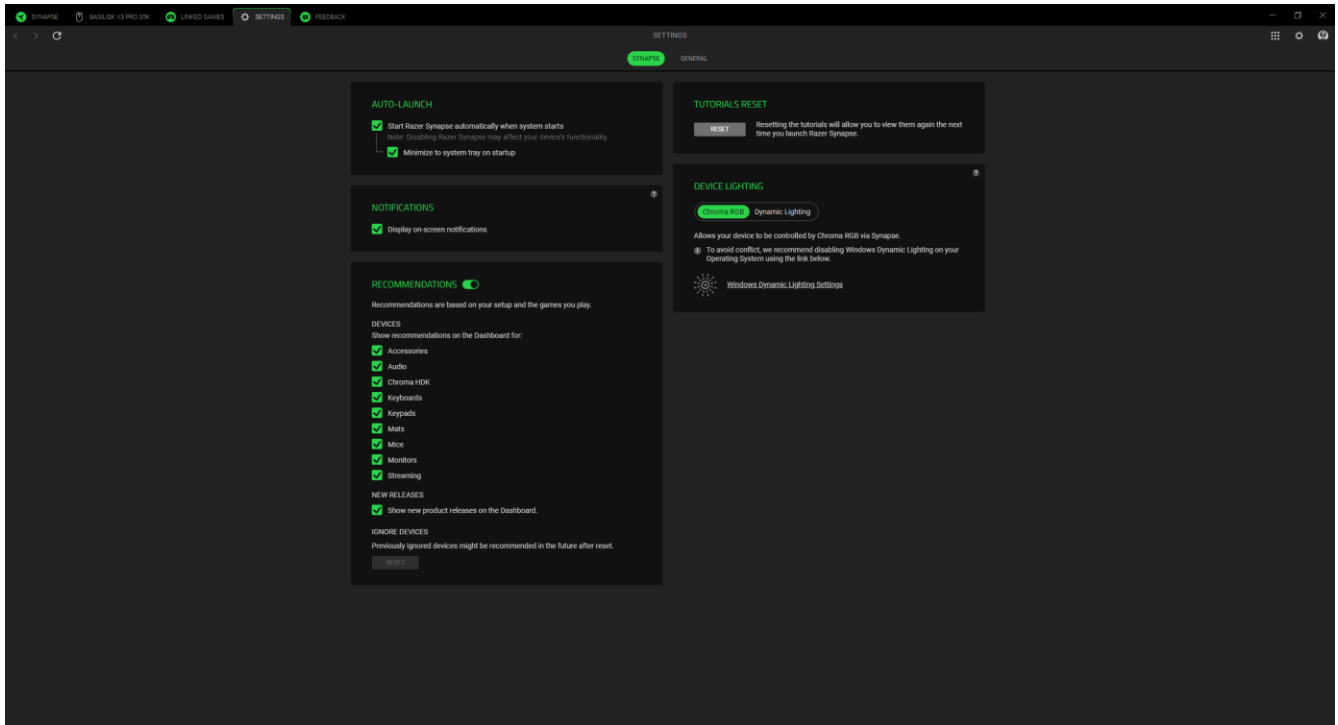 SYNAPSE
BASILISK V3 PRO 35K
LINKED GAMES
SETTINGS
FEEDBACK
SETTINGS
SYNAPSE
GENERAL
AUTO-LAUNCH
Start Razer Synapse automatically when system starts
Note: Disabling Razer Synapse may affect your device's functionality.
Minimize to system tray on startup
NOTIFICATIONS
Display on-screen notifications
RECOMMENDATIONS
Recommendations are based on your setup and the games you play.
DEVICES
Show recommendations on the Dashboard for:
Accessories
Audio
Chroma HDK
Keyboards
Keypads
Mats
Mice
Monitors
Streaming
NEW RELEASES
Show new product releases on the Dashboard.
IGNORE DEVICES
Previously ignored devices might be recommended in the future after reset.
RESET
TUTORIALS RESET
RESET
Resetting the tutorials will allow you to view them again the next
time you launch Razer Synapse.
DEVICE LIGHTING
Chroma RGB
Dynamic Lighting
Allows your device to be controlled by Chroma RGB via Synapse.
To avoid conflict, we recommend disabling Windows Dynamic Lighting on your
Operating System using the link below.
Windows Dynamic Lighting Settings